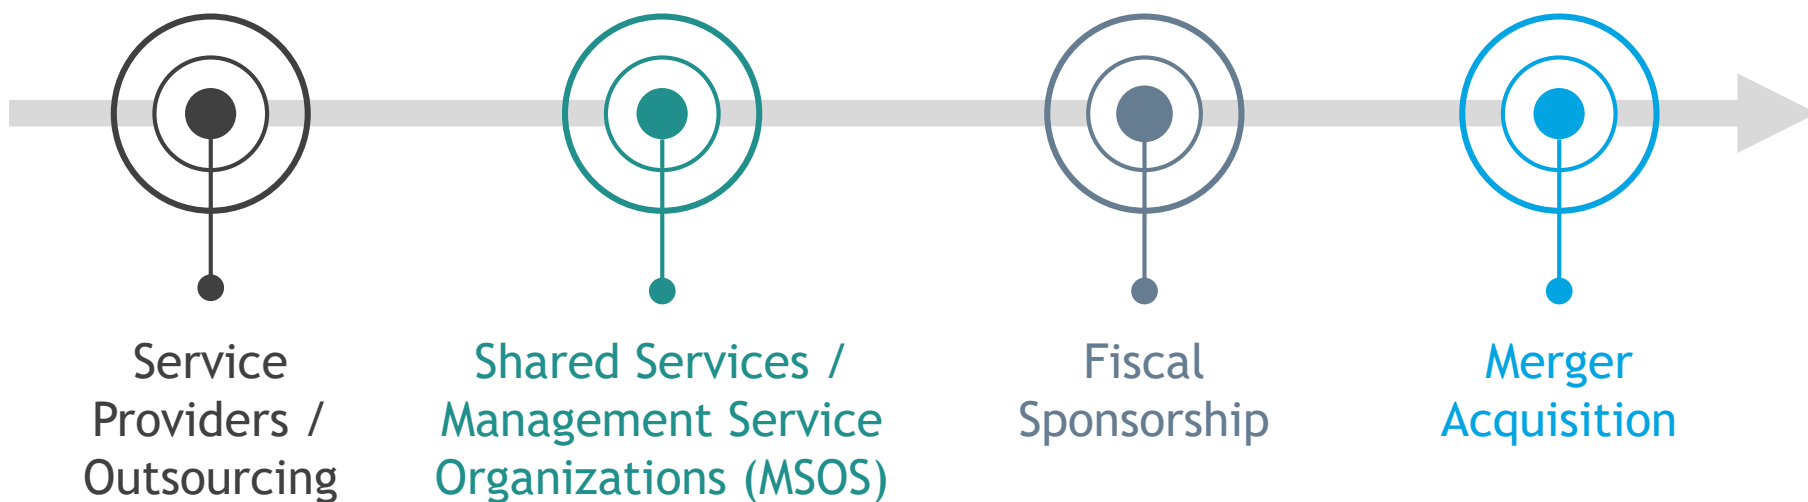 Service
Providers /
Outsourcing
Shared Services /
Management Service
Organizations (MSOS)
Fiscal
Sponsorship
Merger
Acquisition